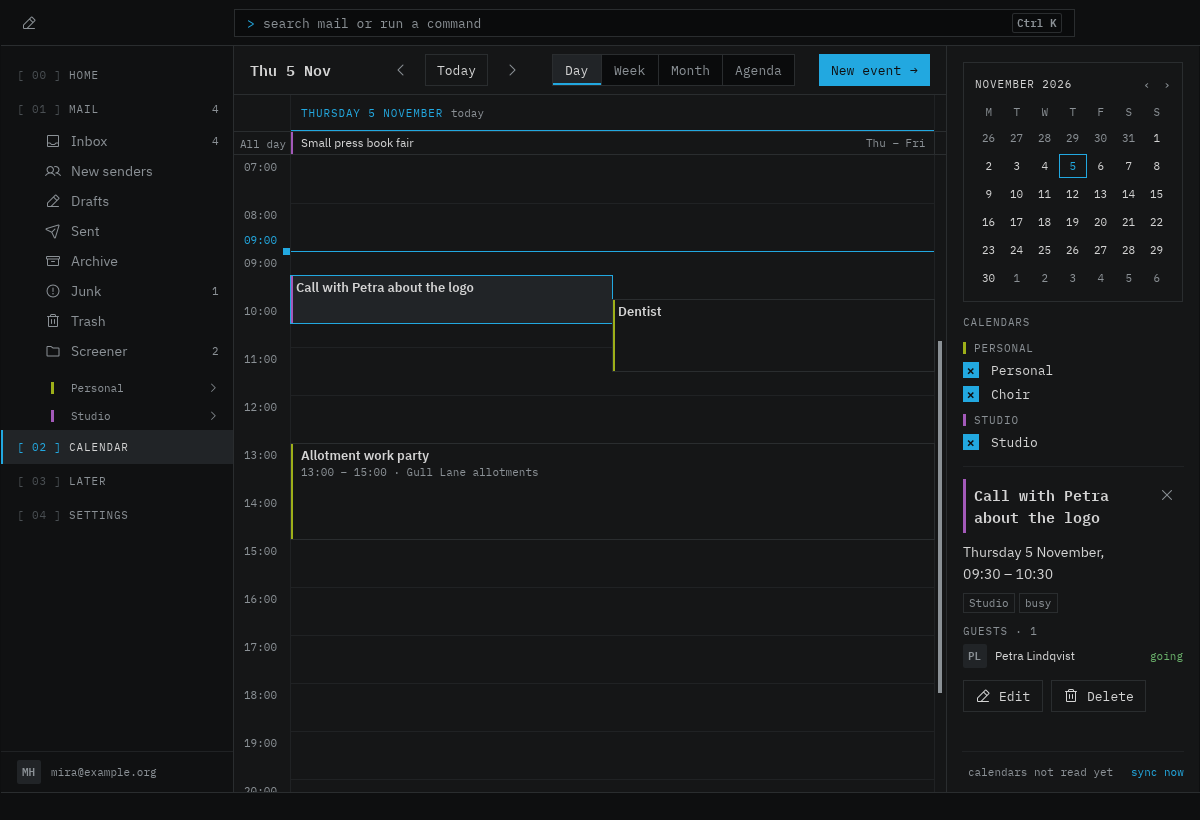 > search mail or run a command
Ctrl K
[ 00 ] HOME
[ 01 ] MAIL 4
Inbox 4
New senders
Drafts
Sent
Archive
Junk 1
Trash
Screener 2
Personal
Studio
[ 02 ] CALENDAR
[ 03 ] LATER
[ 04 ] SETTINGS
MH mira@example.org
Thu 5 Nov
Today
Day Week Month Agenda
New event →
THURSDAY 5 NOVEMBER today
All day Small press book fair Thu – Fri
07:00
08:00
09:00
09:00
Call with Petra about the logo
10:00 Dentist
11:00
12:00
13:00 Allotment work party
13:00 – 15:00 · Gull Lane allotments
14:00
15:00
16:00
17:00
18:00
19:00
20:00
NOVEMBER 2026 ‹ ›
M T W T F S S
26 27 28 29 30 31 1
2 3 4 5 6 7 8
9 10 11 12 13 14 15
16 17 18 19 20 21 22
23 24 25 26 27 28 29
30 1 2 3 4 5 6
CALENDARS
PERSONAL
Personal
Choir
STUDIO
Studio
Call with Petra
about the logo
Thursday 5 November,
09:30 – 10:30
Studio busy
GUESTS · 1
PL Petra Lindqvist going
Edit Delete
calendars not read yet sync now